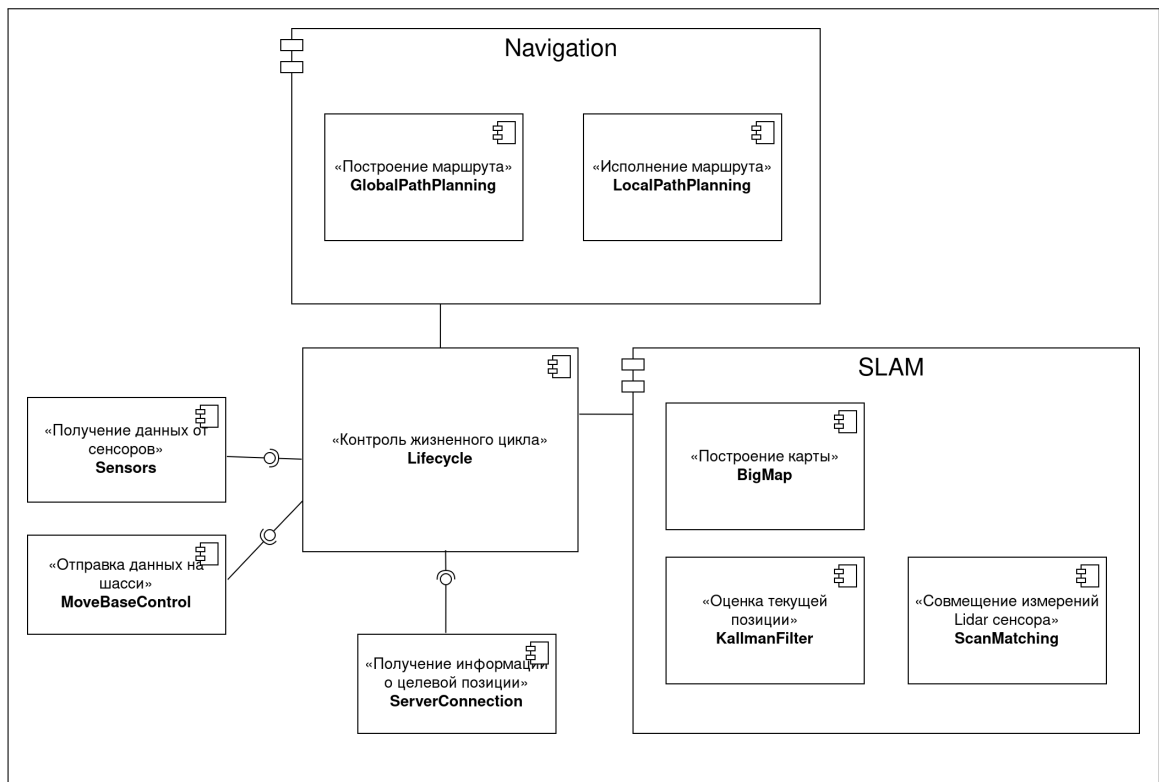 Navigation
«Построение маршрута»
GlobalPathPlanning
«Исполнение маршрута»
LocalPathPlanning
«Получение данных от
сенсоров»
Sensors
«Контроль жизненного цикла»
Lifecycle
SLAM
«Построение карты»
BigMap
«Отправка данных на
шасси»
MoveBaseControl
«Оценка текущей
позиции»
KallmanFilter
«Совмещение измерений
Lidar сенсора»
ScanMatching
«Получение информации
о целевой позиции»
ServerConnection